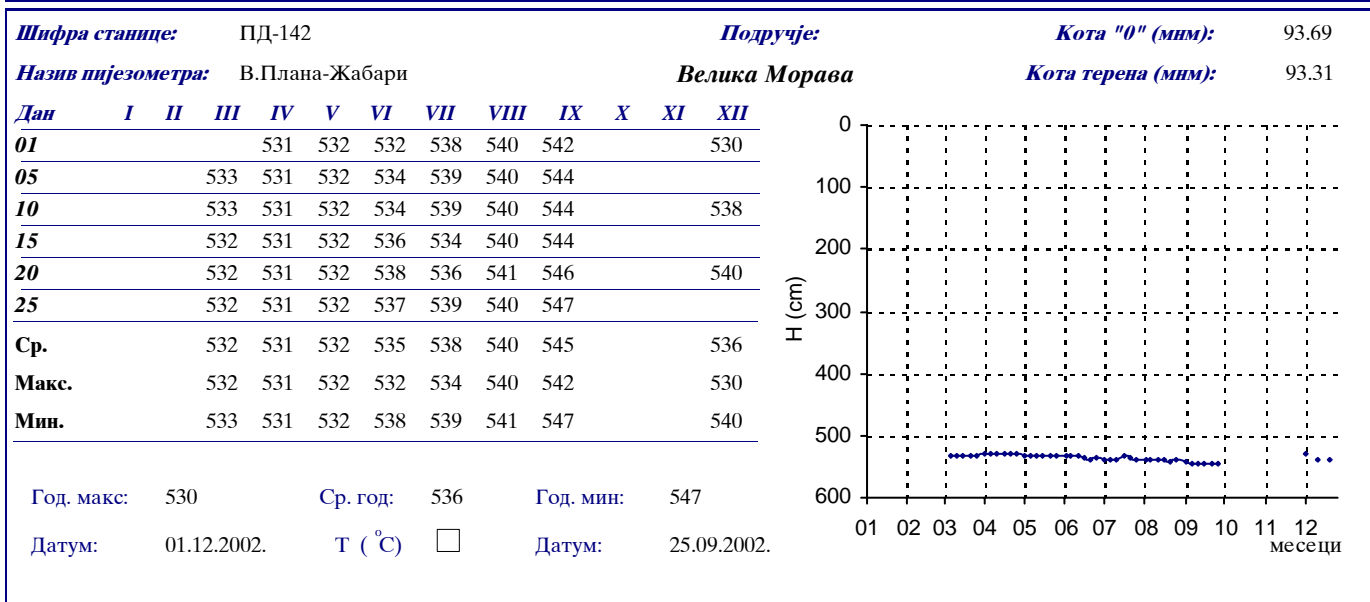 Шифра станице: ПД-142 Подручје: Кота "0" (мнм): 93.69
Назив пијезометра: В.Плана-Жабари Велика Морава Кота терена (мнм): 93.31
Дан I II III IV V VI VII VIII IX X XI XII
01 531 532 532 538 540 542 530
05 533 531 532 534 539 540 544
10 533 531 532 534 539 540 544 538
15 532 531 532 536 534 540 544
20 532 531 532 538 536 541 546 540
25 532 531 532 537 539 540 547
Ср. 532 531 532 535 538 540 545 536
Макс. 532 531 532 532 534 540 542 530
Мин. 533 531 532 538 539 541 547 540
Год. макс: 530 Ср. год: 536 Год. мин: 547
Датум: 01.12.2002. T ( °C) Датум: 25.09.2002.
H (cm)
0
100
200
300
400
500
600
01 02 03 04 05 06 07 08 09 10 11 12
месеци